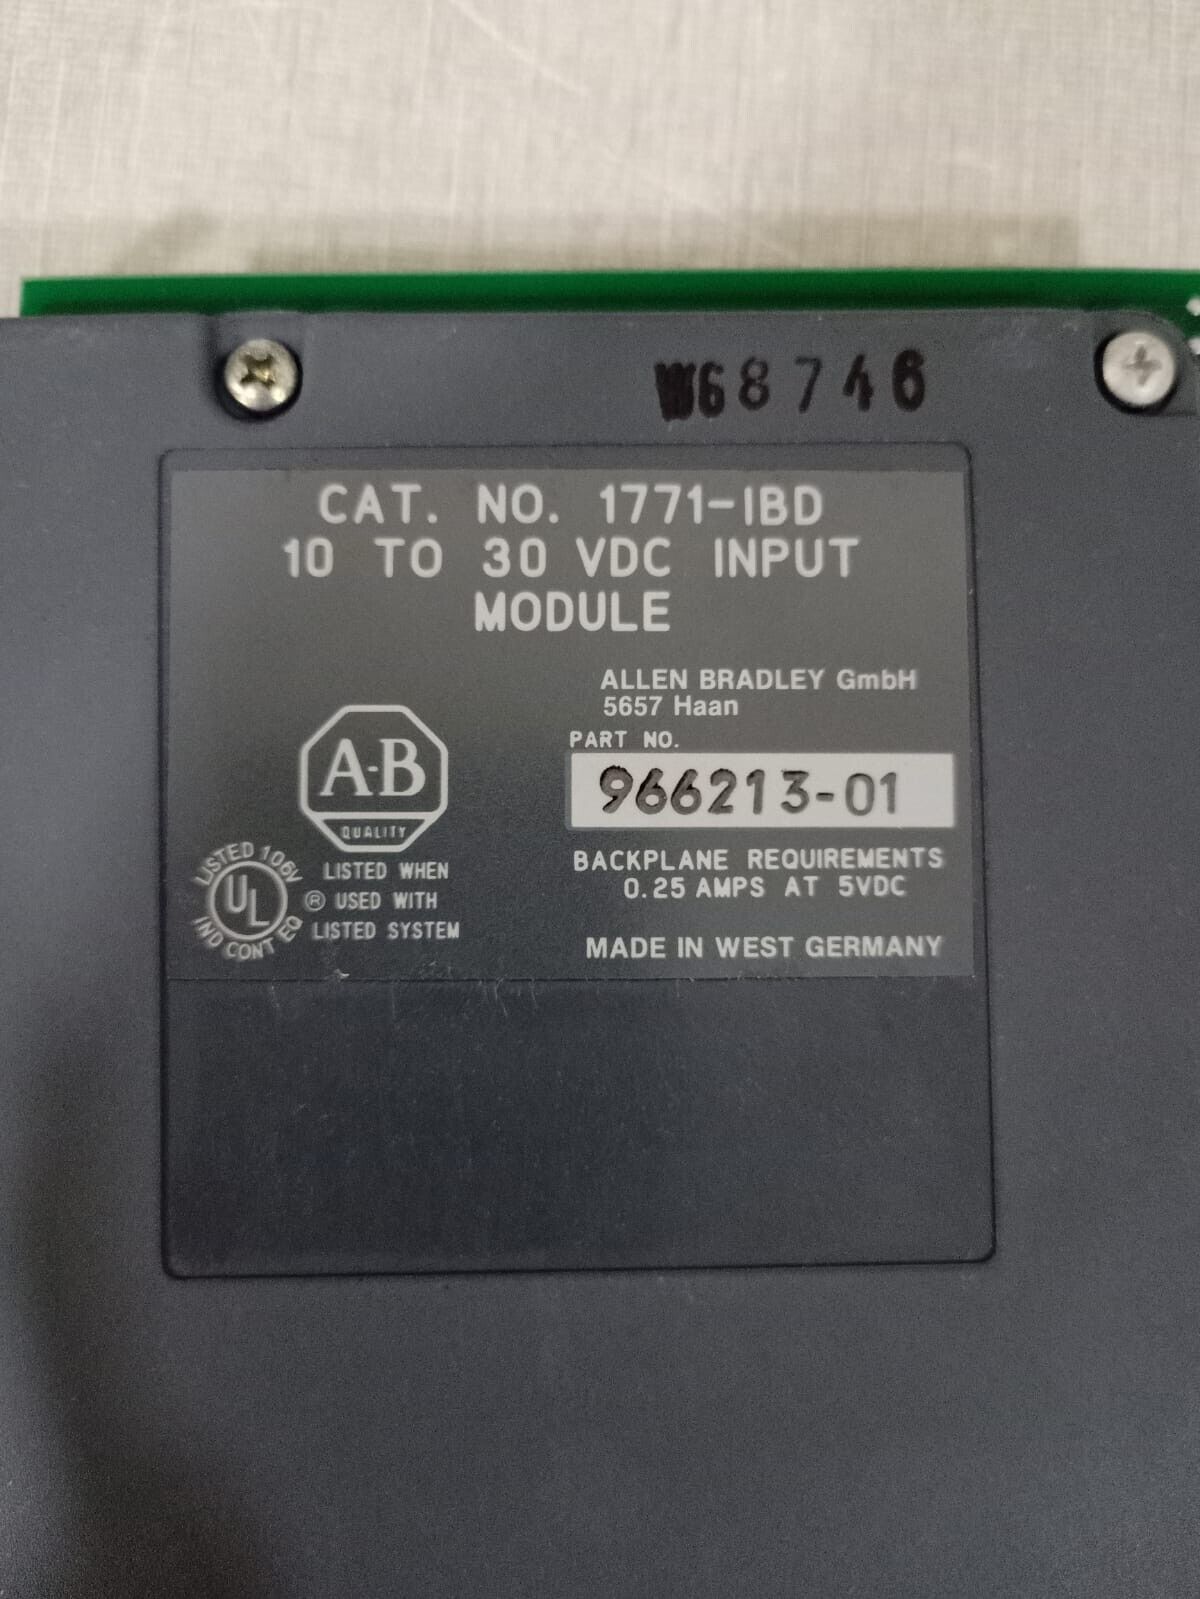 W68746
CAT. NO. 1771-IBD
10 TO 30 VDC INPUT
MODULE
ALLEN BRADLEY GmbH
5657 Haan
PART NO.
966213-01
A-B
QUALITY
BACKPLANE REQUIREMENTS
0.25 AMPS AT 5VDC
LISTED 106V
UL
IND CONT EQ
®
LISTED WHEN
USED WITH
LISTED SYSTEM
MADE IN WEST GERMANY